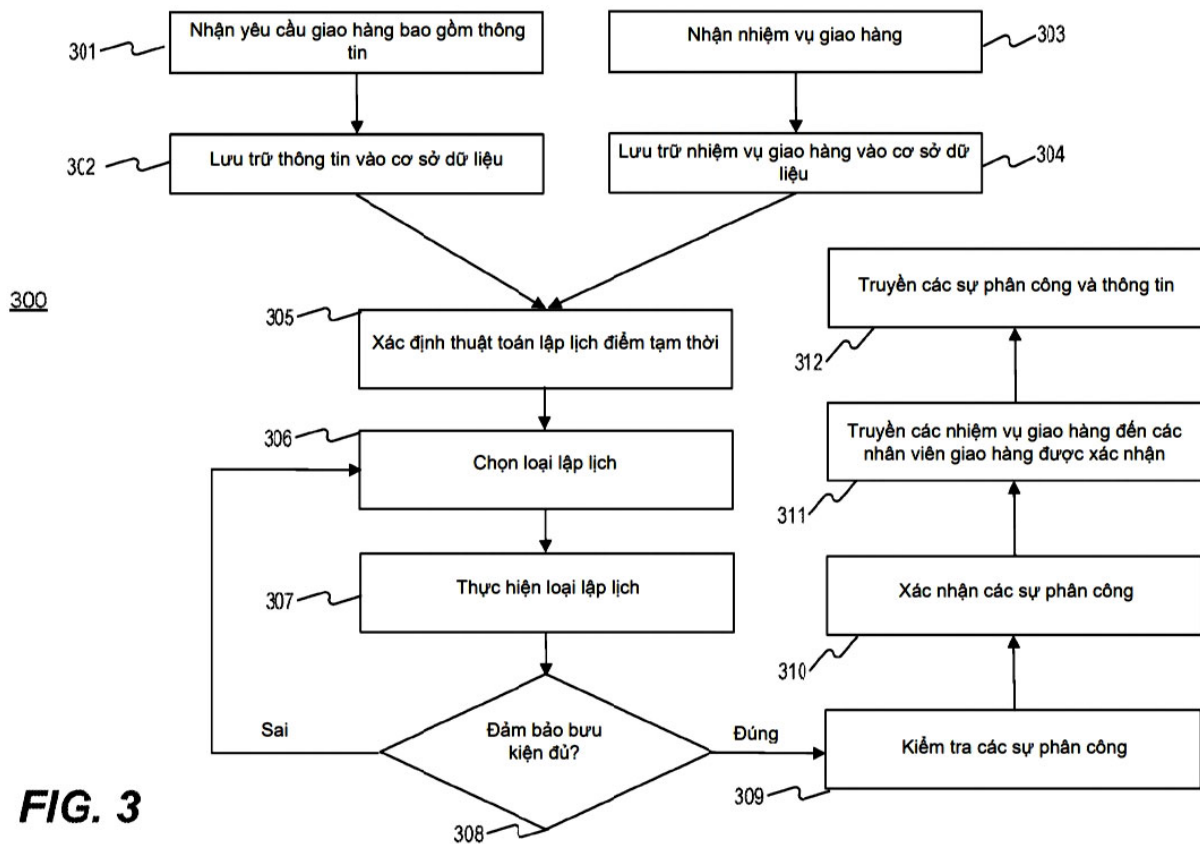 Nhận yêu cầu giao hàng bao gồm thông
tin
301
Nhận nhiệm vụ giao hàng
303
Lưu trữ thông tin vào cơ sở dữ liệu
302
Lưu trữ nhiệm vụ giao hàng vào cơ sở dữ
liệu
304
300
305
Xác định thuật toán lập lịch điểm tạm thời
306
Chọn loại lập lịch
307
Thực hiện loại lập lịch
Đảm bảo bưu
kiện đủ?
308
Sai
Đúng
Kiểm tra các sự phân công
309
Xác nhận các sự phân công
310
Truyền các nhiệm vụ giao hàng đến các
nhân viên giao hàng được xác nhận
311
Truyền các sự phân công và thông tin
312
FIG. 3